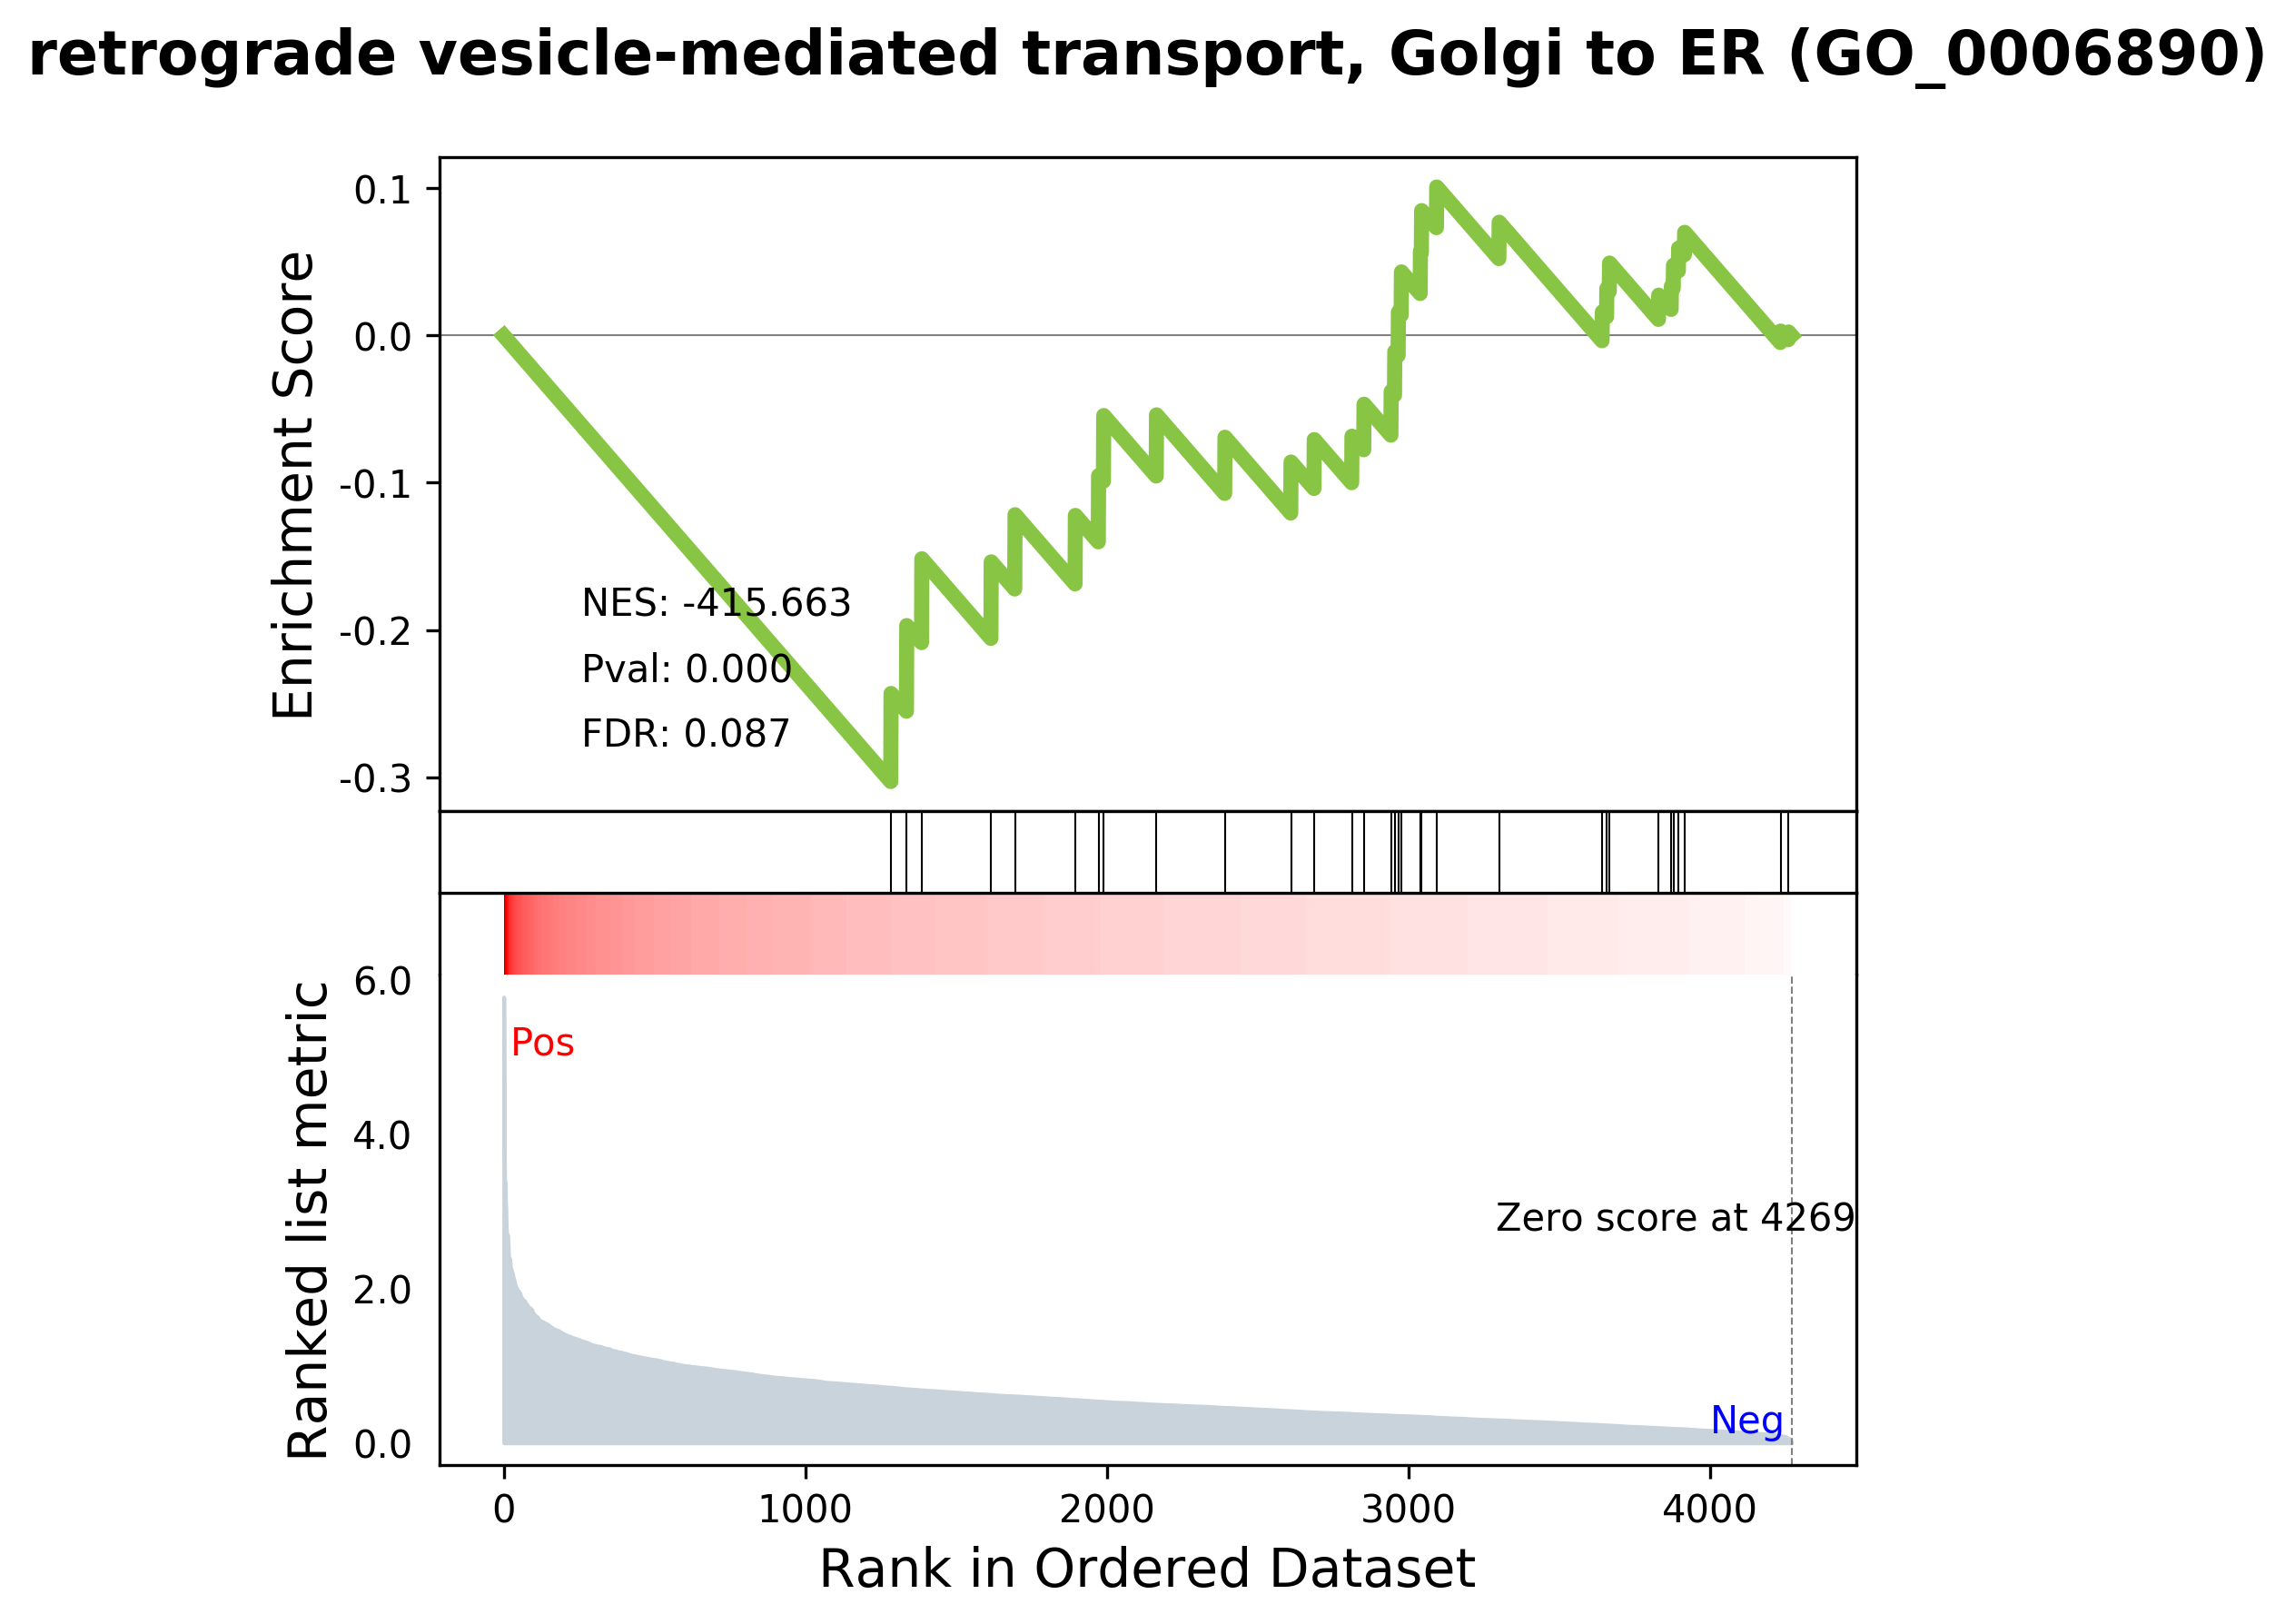 retrograde vesicle-mediated transport, Golgi to ER (GO_0006890)
Enrichment Score
0.1
0.0
-0.1
-0.2
-0.3
NES: -415.663
Pval: 0.000
FDR: 0.087
Ranked list metric
6.0
4.0
2.0
0.0
Pos
Zero score at 4269
Neg
0 1000 2000 3000 4000
Rank in Ordered Dataset